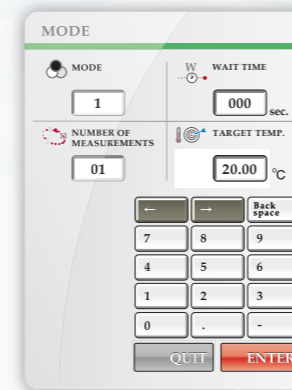 MODE
MODE
W
WAIT TIME
1
000 sec.
NUMBER OF
MEASUREMENTS
TARGET TEMP.
01
20.00 °C
← → Back
space
7 8 9
4 5 6
1 2 3
0 . -
QUIT ENTER